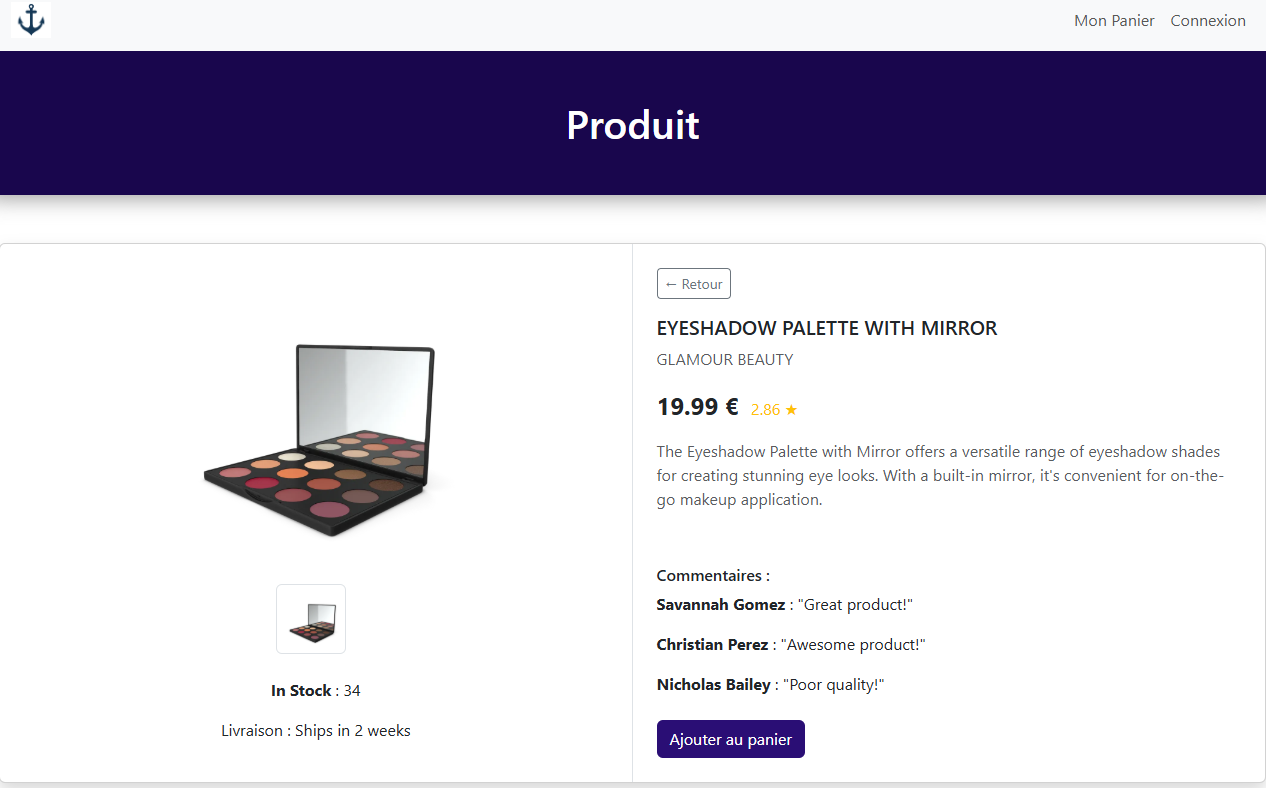 Mon Panier Connexion
Produit
← Retour
EYESHADOW PALETTE WITH MIRROR
GLAMOUR BEAUTY
19.99 € 2.86 ★
The Eyeshadow Palette with Mirror offers a versatile range of eyeshadow shades
for creating stunning eye looks. With a built-in mirror, it's convenient for on-the-
go makeup application.
Commentaires :
Savannah Gomez : "Great product!"
Christian Perez : "Awesome product!"
Nicholas Bailey : "Poor quality!"
Ajouter au panier
In Stock : 34
Livraison : Ships in 2 weeks